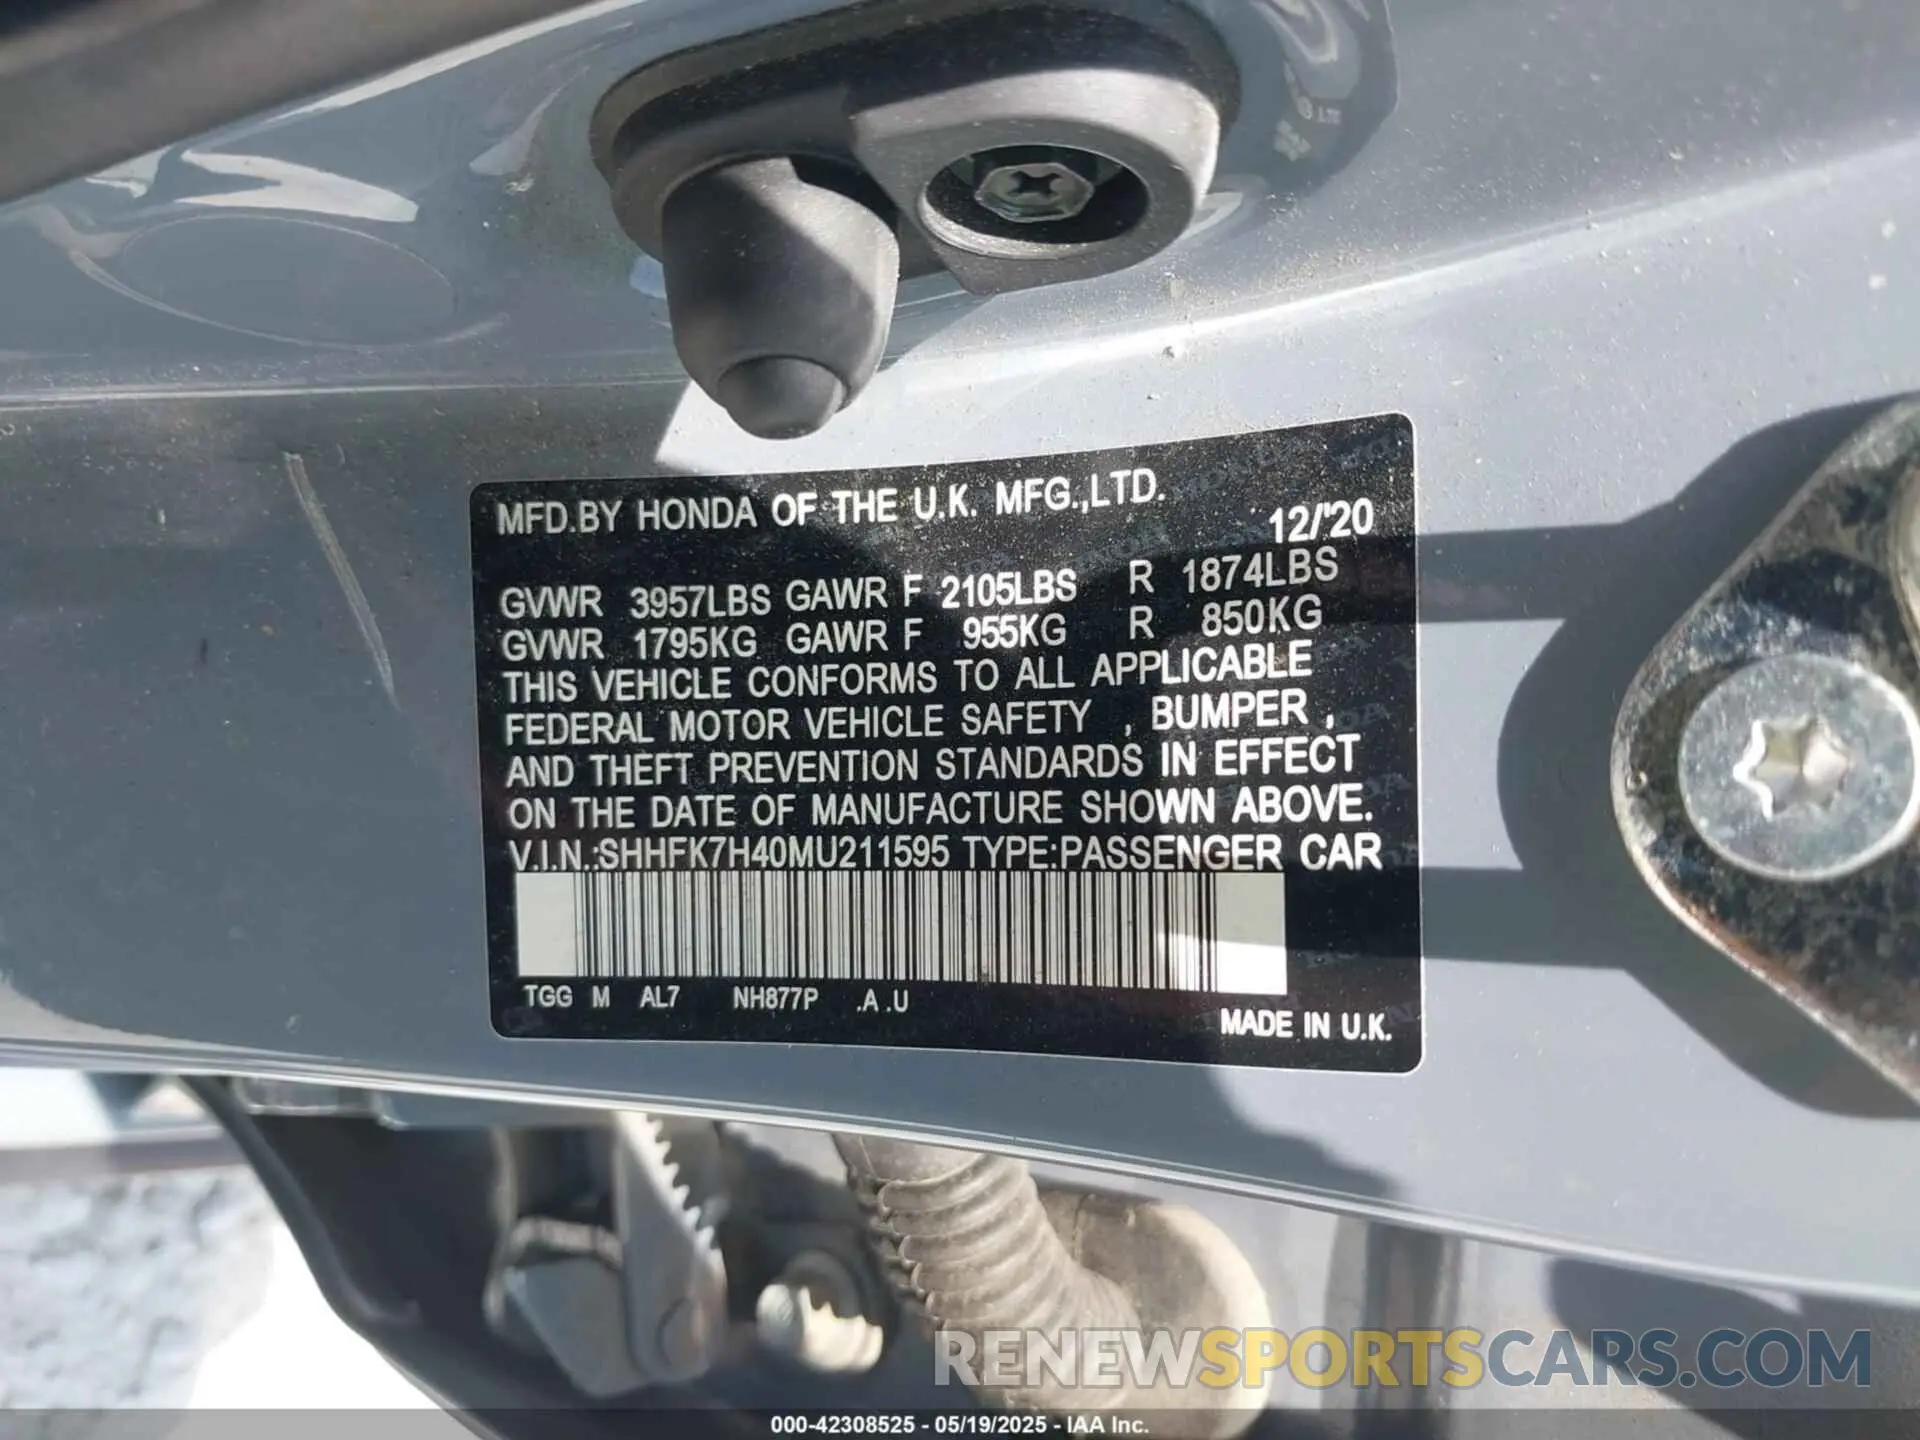 MFD.BY HONDA OF THE U.K. MFG.,LTD.
12/'20
GVWR 3957LBS GAWR F 2105LBS R 1874LBS
GVWR 1795KG GAWR F 955KG R 850KG
THIS VEHICLE CONFORMS TO ALL APPLICABLE
FEDERAL MOTOR VEHICLE SAFETY , BUMPER ,
AND THEFT PREVENTION STANDARDS IN EFFECT
ON THE DATE OF MANUFACTURE SHOWN ABOVE.
V.I.N.:SHHFK7H40MU211595 TYPE:PASSENGER CAR
TGG M AL7 NH877P .A .U
MADE IN U.K.
RENEWSPORTSCARS.COM
000-42308525 - 05/19/2025 - IAA Inc.